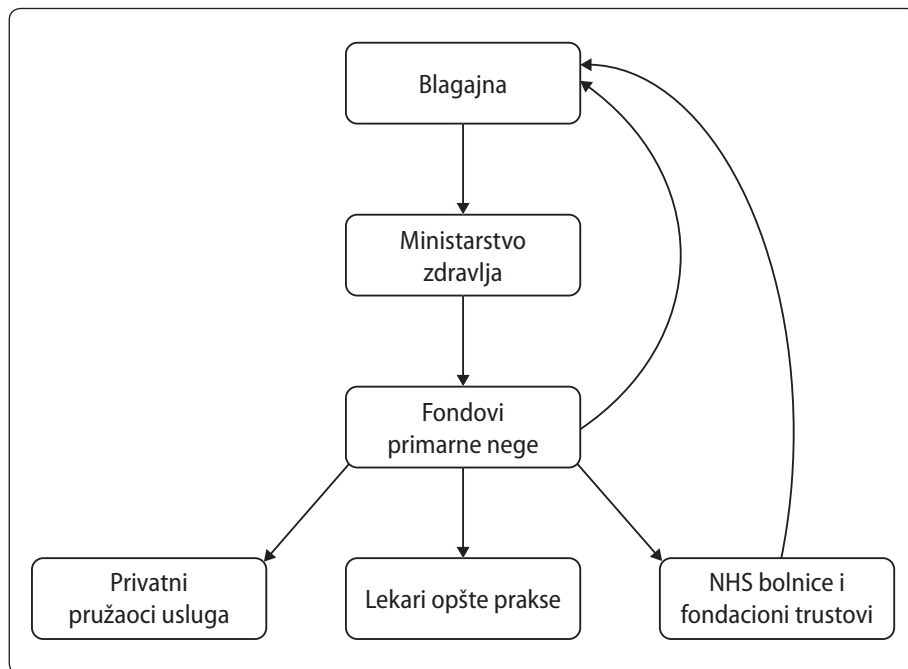 Blagajna
Ministarstvo
zdravlja
Fondovi
primarne nege
Privatni
pružaoci usluga
Lekari opšte prakse
NHS bolnice i
fondacioni trustovi